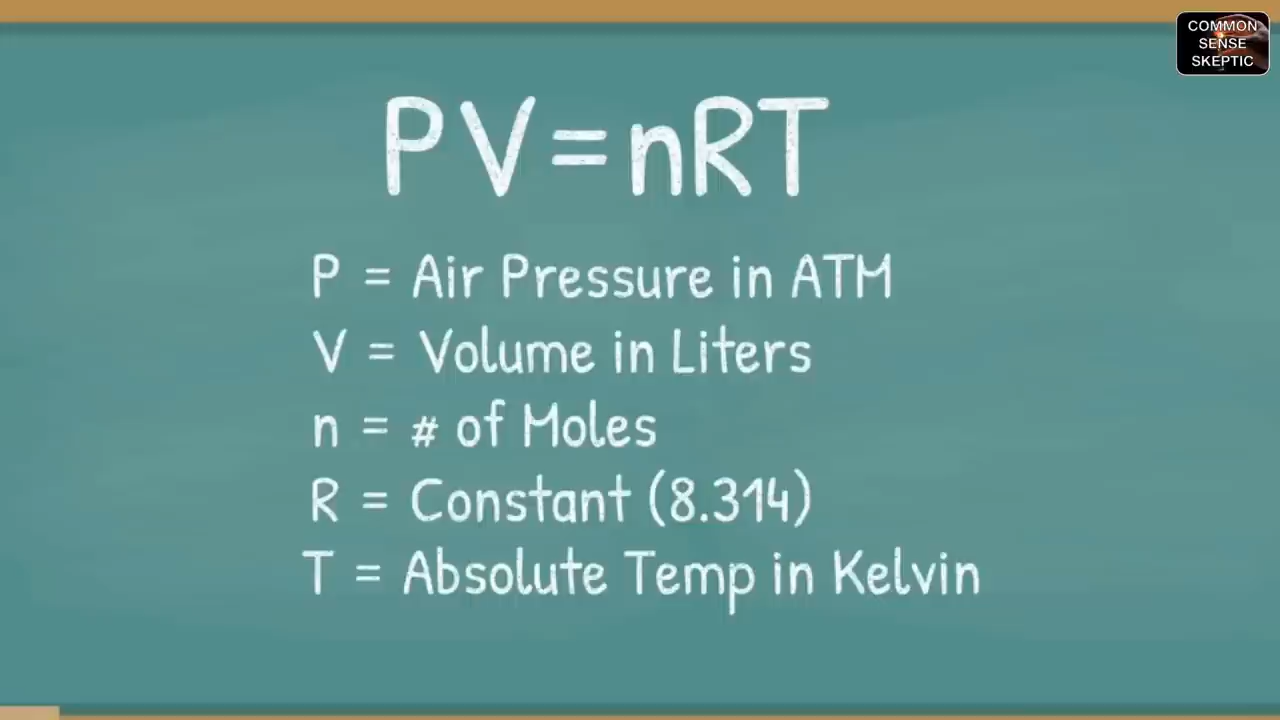 COMMON
SENSE
SKEPTIC
PV=nRT
P = Air Pressure in ATM
V = Volume in Liters
n = # of Moles
R = Constant (8.314)
T = Absolute Temp in Kelvin